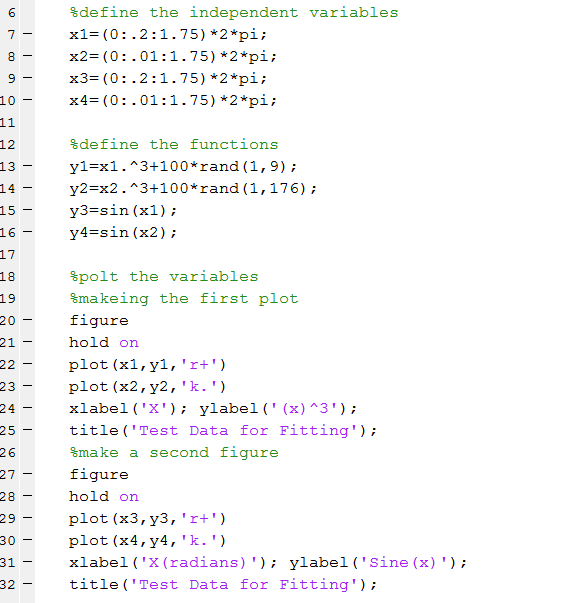 6 %define the independent variables
7 – x1=(0:.2:1.75)*2*pi;
8 – x2=(0:.01:1.75)*2*pi;
9 – x3=(0:.2:1.75)*2*pi;
10 – x4=(0:.01:1.75)*2*pi;
11
12 %define the functions
13 – y1=x1.^3+100*rand(1,9);
14 – y2=x2.^3+100*rand(1,176);
15 – y3=sin(x1);
16 – y4=sin(x2);
17
18 %polt the variables
19 %makeing the first plot
20 – figure
21 – hold on
22 – plot(x1,y1,'r+')
23 – plot(x2,y2,'k.')
24 – xlabel('X'); ylabel('(x)^3');
25 – title('Test Data for Fitting');
26 %make a second figure
27 – figure
28 – hold on
29 – plot(x3,y3,'r+')
30 – plot(x4,y4,'k.')
31 – xlabel('X(radians)'); ylabel('Sine(x)');
32 – title('Test Data for Fitting');